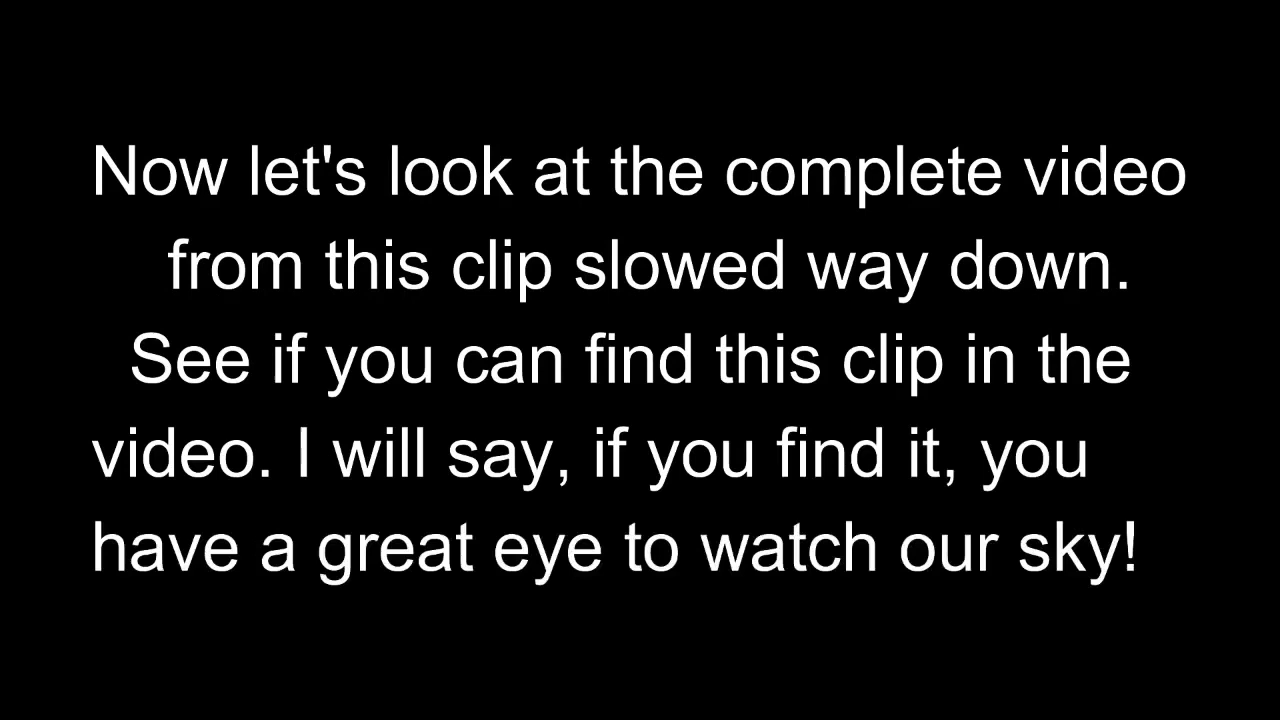 Now let's look at the complete video
from this clip slowed way down.
See if you can find this clip in the
video. I will say, if you find it, you
have a great eye to watch our sky!